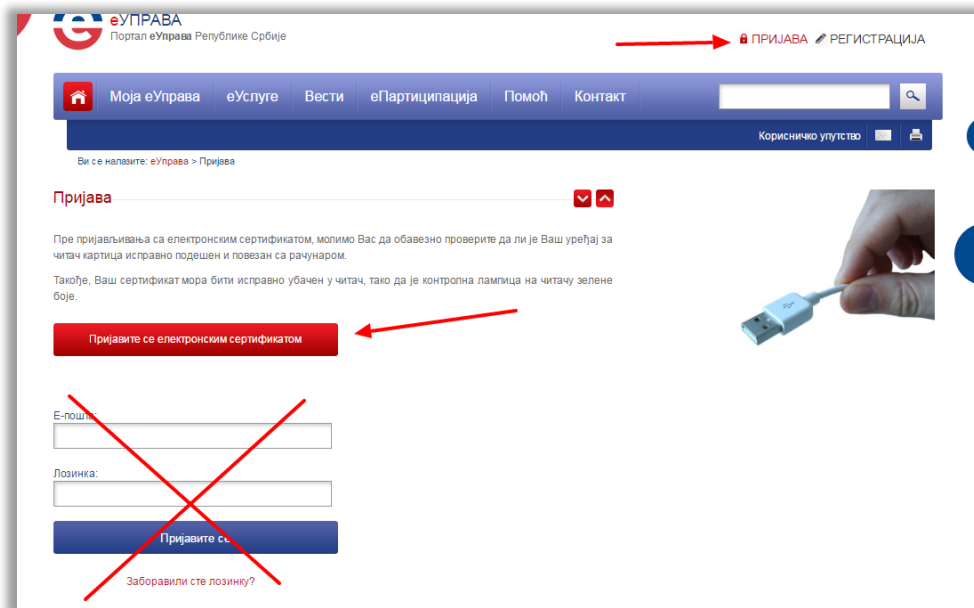 еУПРАВА
Портал еУправа Републике Србије
ПРИЈАВА РЕГИСТРАЦИЈА
Моја еУправа еУслуге Вести еПартиципација Помоћ Контакт
Корисничко упутство
Ви се налазите: еУправа > Пријава
Пријава
Пре пријављивања са електронским сертификатом, молимо Вас да обавезно проверите да ли је Ваш уређај за
читач картица исправно подешен и повезан са рачунаром.
Такође, Ваш сертификат мора бити исправно убачен у читач, тако да је контролна лампица на читачу зелене
боје.
Пријавите се електронским сертификатом
Е-пошта:
Лозинка:
Пријавите се
Заборавили сте лозинку?